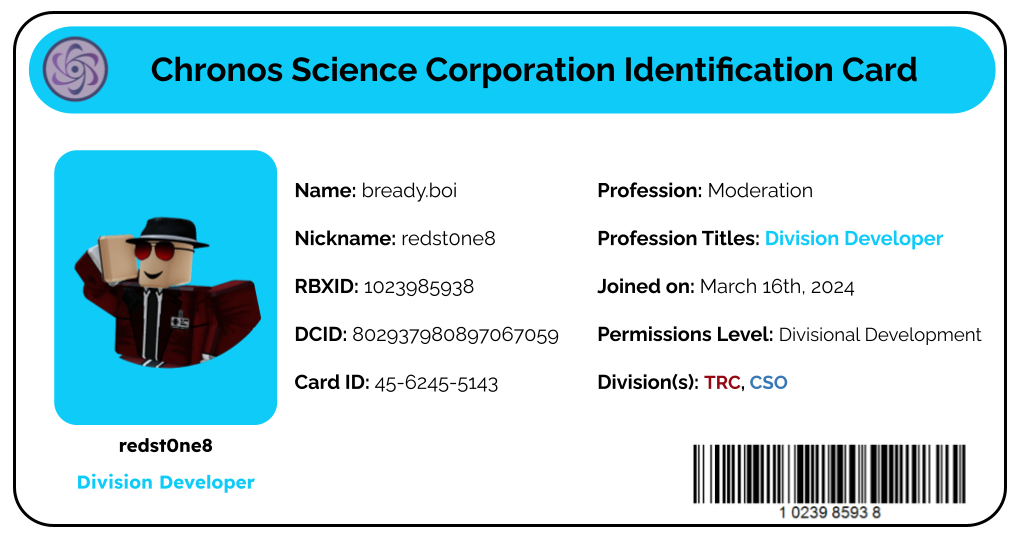 Chronos Science Corporation Identification Card
Name: bready.boi
Nickname: redst0ne8
RBXID: 1023985938
DCID: 802937980897067059
Card ID: 45-6245-5143
Profession: Moderation
Profession Titles: Division Developer
Joined on: March 16th, 2024
Permissions Level: Divisional Development
Division(s): TRC, CSO
redst0ne8
Division Developer
1 0239 8593 8